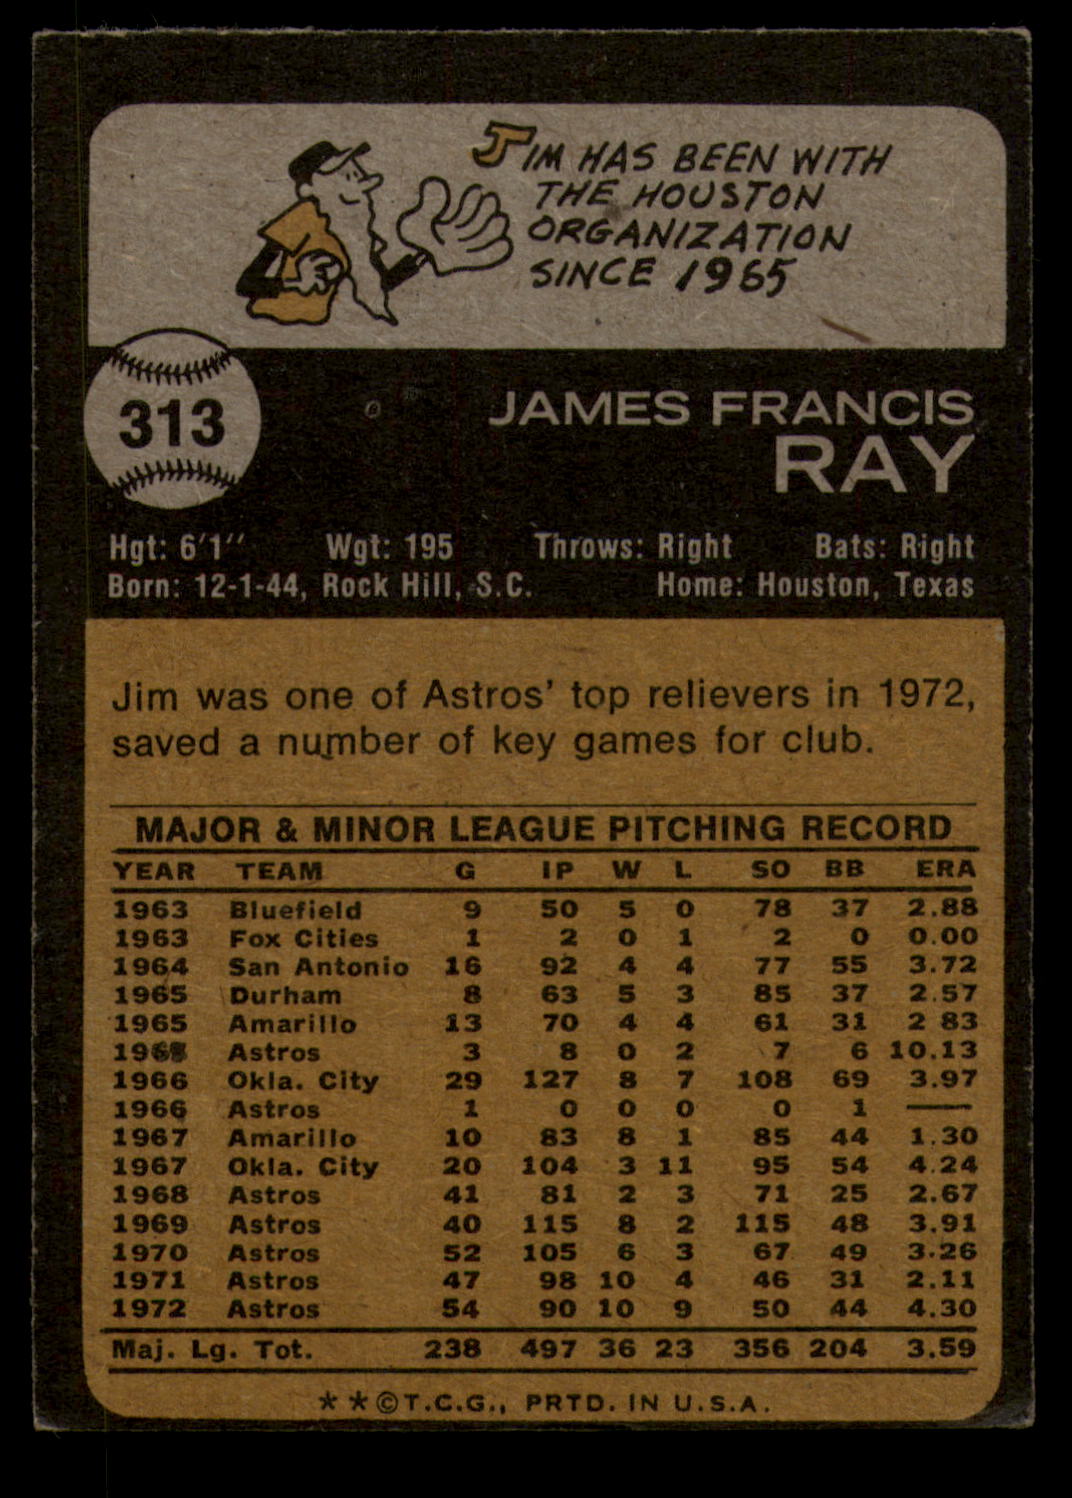 JIM HAS BEEN WITH
THE HOUSTON
ORGANIZATION
SINCE 1965
313
JAMES FRANCIS
RAY
Hgt: 6'1" Wgt: 195 Throws: Right Bats: Right
Born: 12-1-44, Rock Hill, S.C. Home: Houston, Texas
Jim was one of Astros' top relievers in 1972,
saved a number of key games for club.
MAJOR & MINOR LEAGUE PITCHING RECORD
YEAR TEAM G IP W L SO BB ERA
1963 Bluefield 9 50 5 0 78 37 2.88
1963 Fox Cities 1 2 0 1 2 0 0.00
1964 San Antonio 16 92 4 4 77 55 3.72
1965 Durham 8 63 5 3 85 37 2.57
1965 Amarillo 13 70 4 4 61 31 2 83
Astros 3 8 0 2 7 6 10.13
1966 Okla. City 29 127 8 7 108 69 3.97
1966 Astros 1 0 0 0 0 1 —
1967 Amarillo 10 83 8 1 85 44 1.30
1967 Okla. City 20 104 3 11 95 54 4.24
1968 Astros 41 81 2 3 71 25 2.67
1969 Astros 40 115 8 2 115 48 3.91
1970 Astros 52 105 6 3 67 49 3.26
1971 Astros 47 98 10 4 46 31 2.11
1972 Astros 54 90 10 9 50 44 4.30
Maj. Lg. Tot. 238 497 36 23 356 204 3.59
* * © T.C.G., PRTD. IN U.S.A.